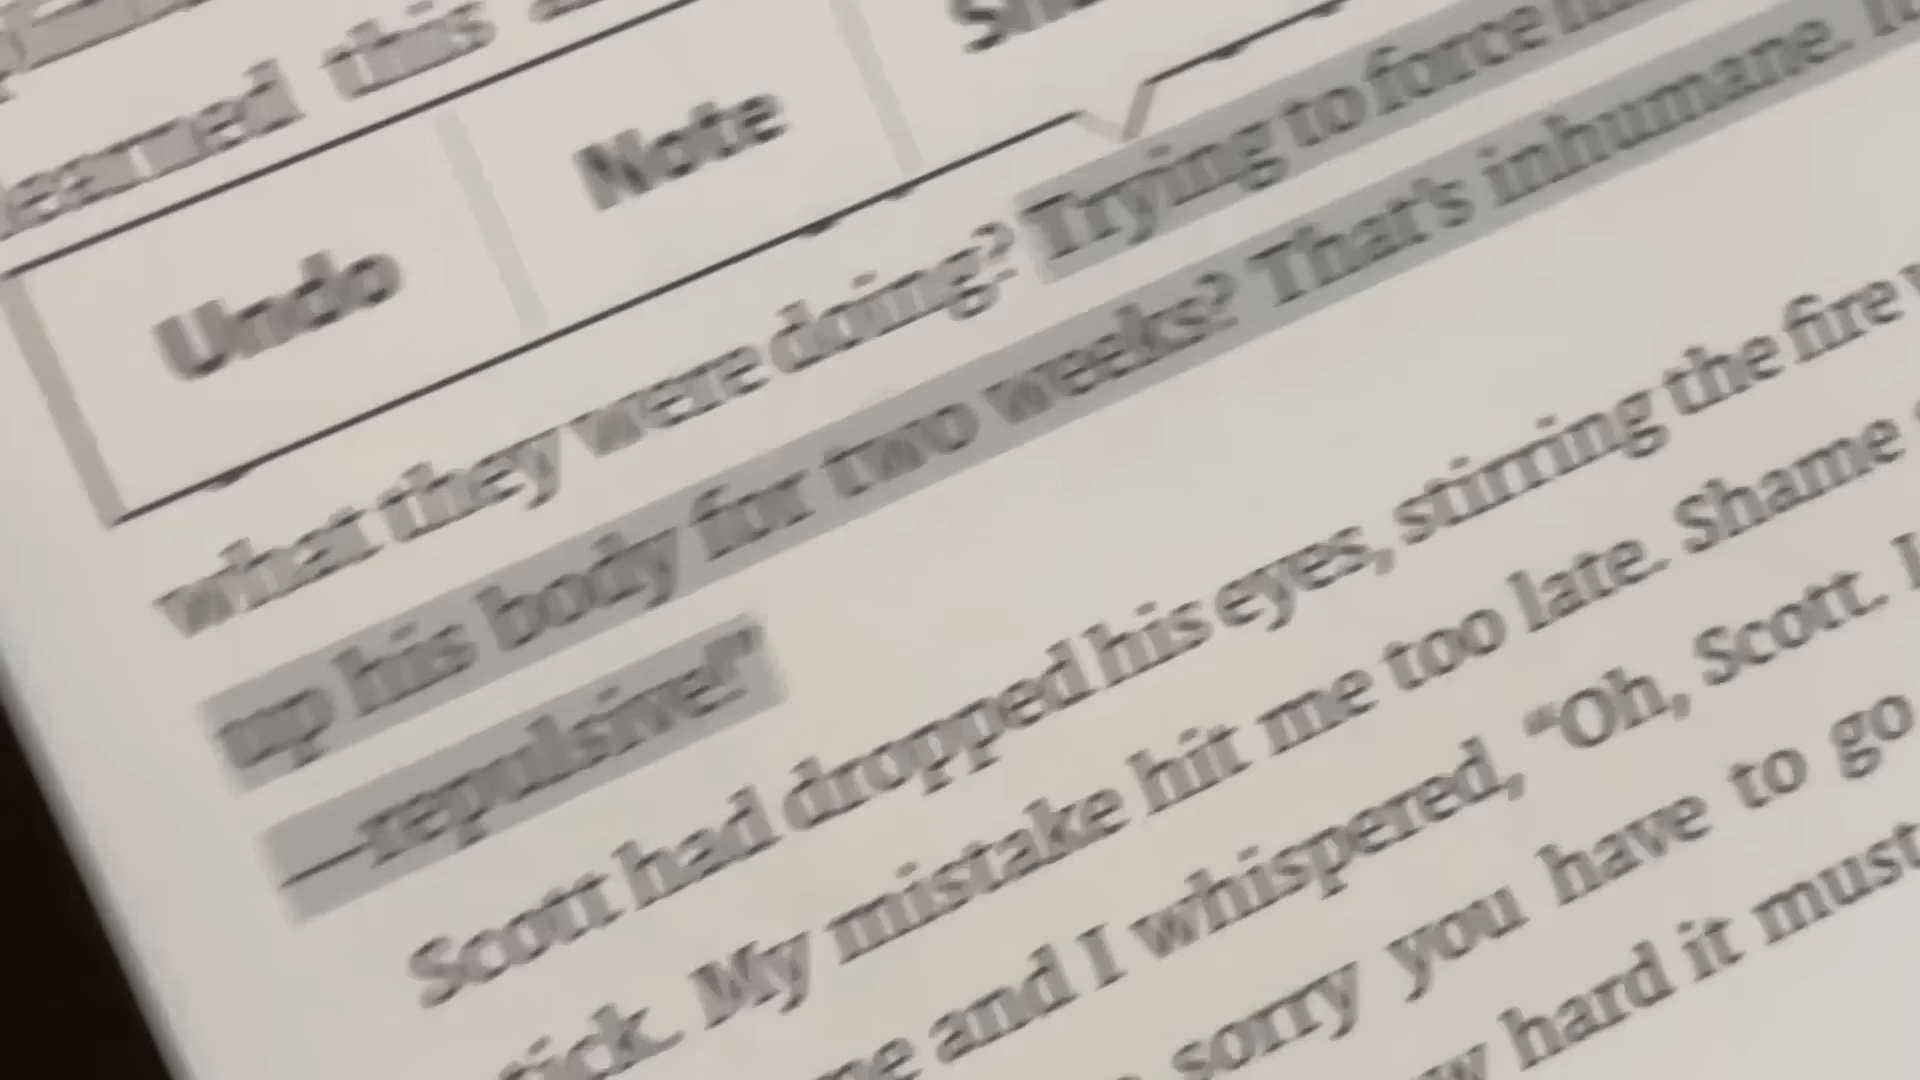 learned this
Undo Note
what they were doing? Trying to force
up his body for two weeks? That's inhumane.
—repulsive!"
Scott had dropped his eyes, stirring the fire
My mistake hit me too late. Shame
and I whispered, "Oh, Scott. I
sorry you have to go
hard it must